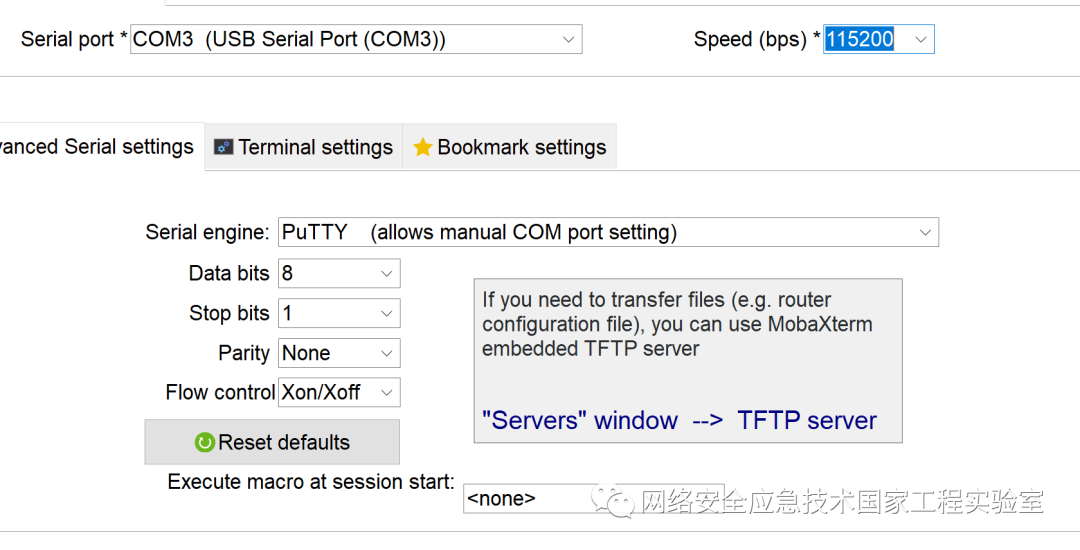 Serial port * COM3 (USB Serial Port (COM3)) Speed (bps) * 115200
vanced Serial settings Terminal settings Bookmark settings
Serial engine: PuTTY (allows manual COM port setting)
Data bits 8
Stop bits 1
Parity None
Flow control Xon/Xoff
If you need to transfer files (e.g. router
configuration file), you can use MobaXterm
embedded TFTP server
"Servers" window --> TFTP server
Reset defaults
Execute macro at session start: <none>
网络安全应急技术国家工程实验室